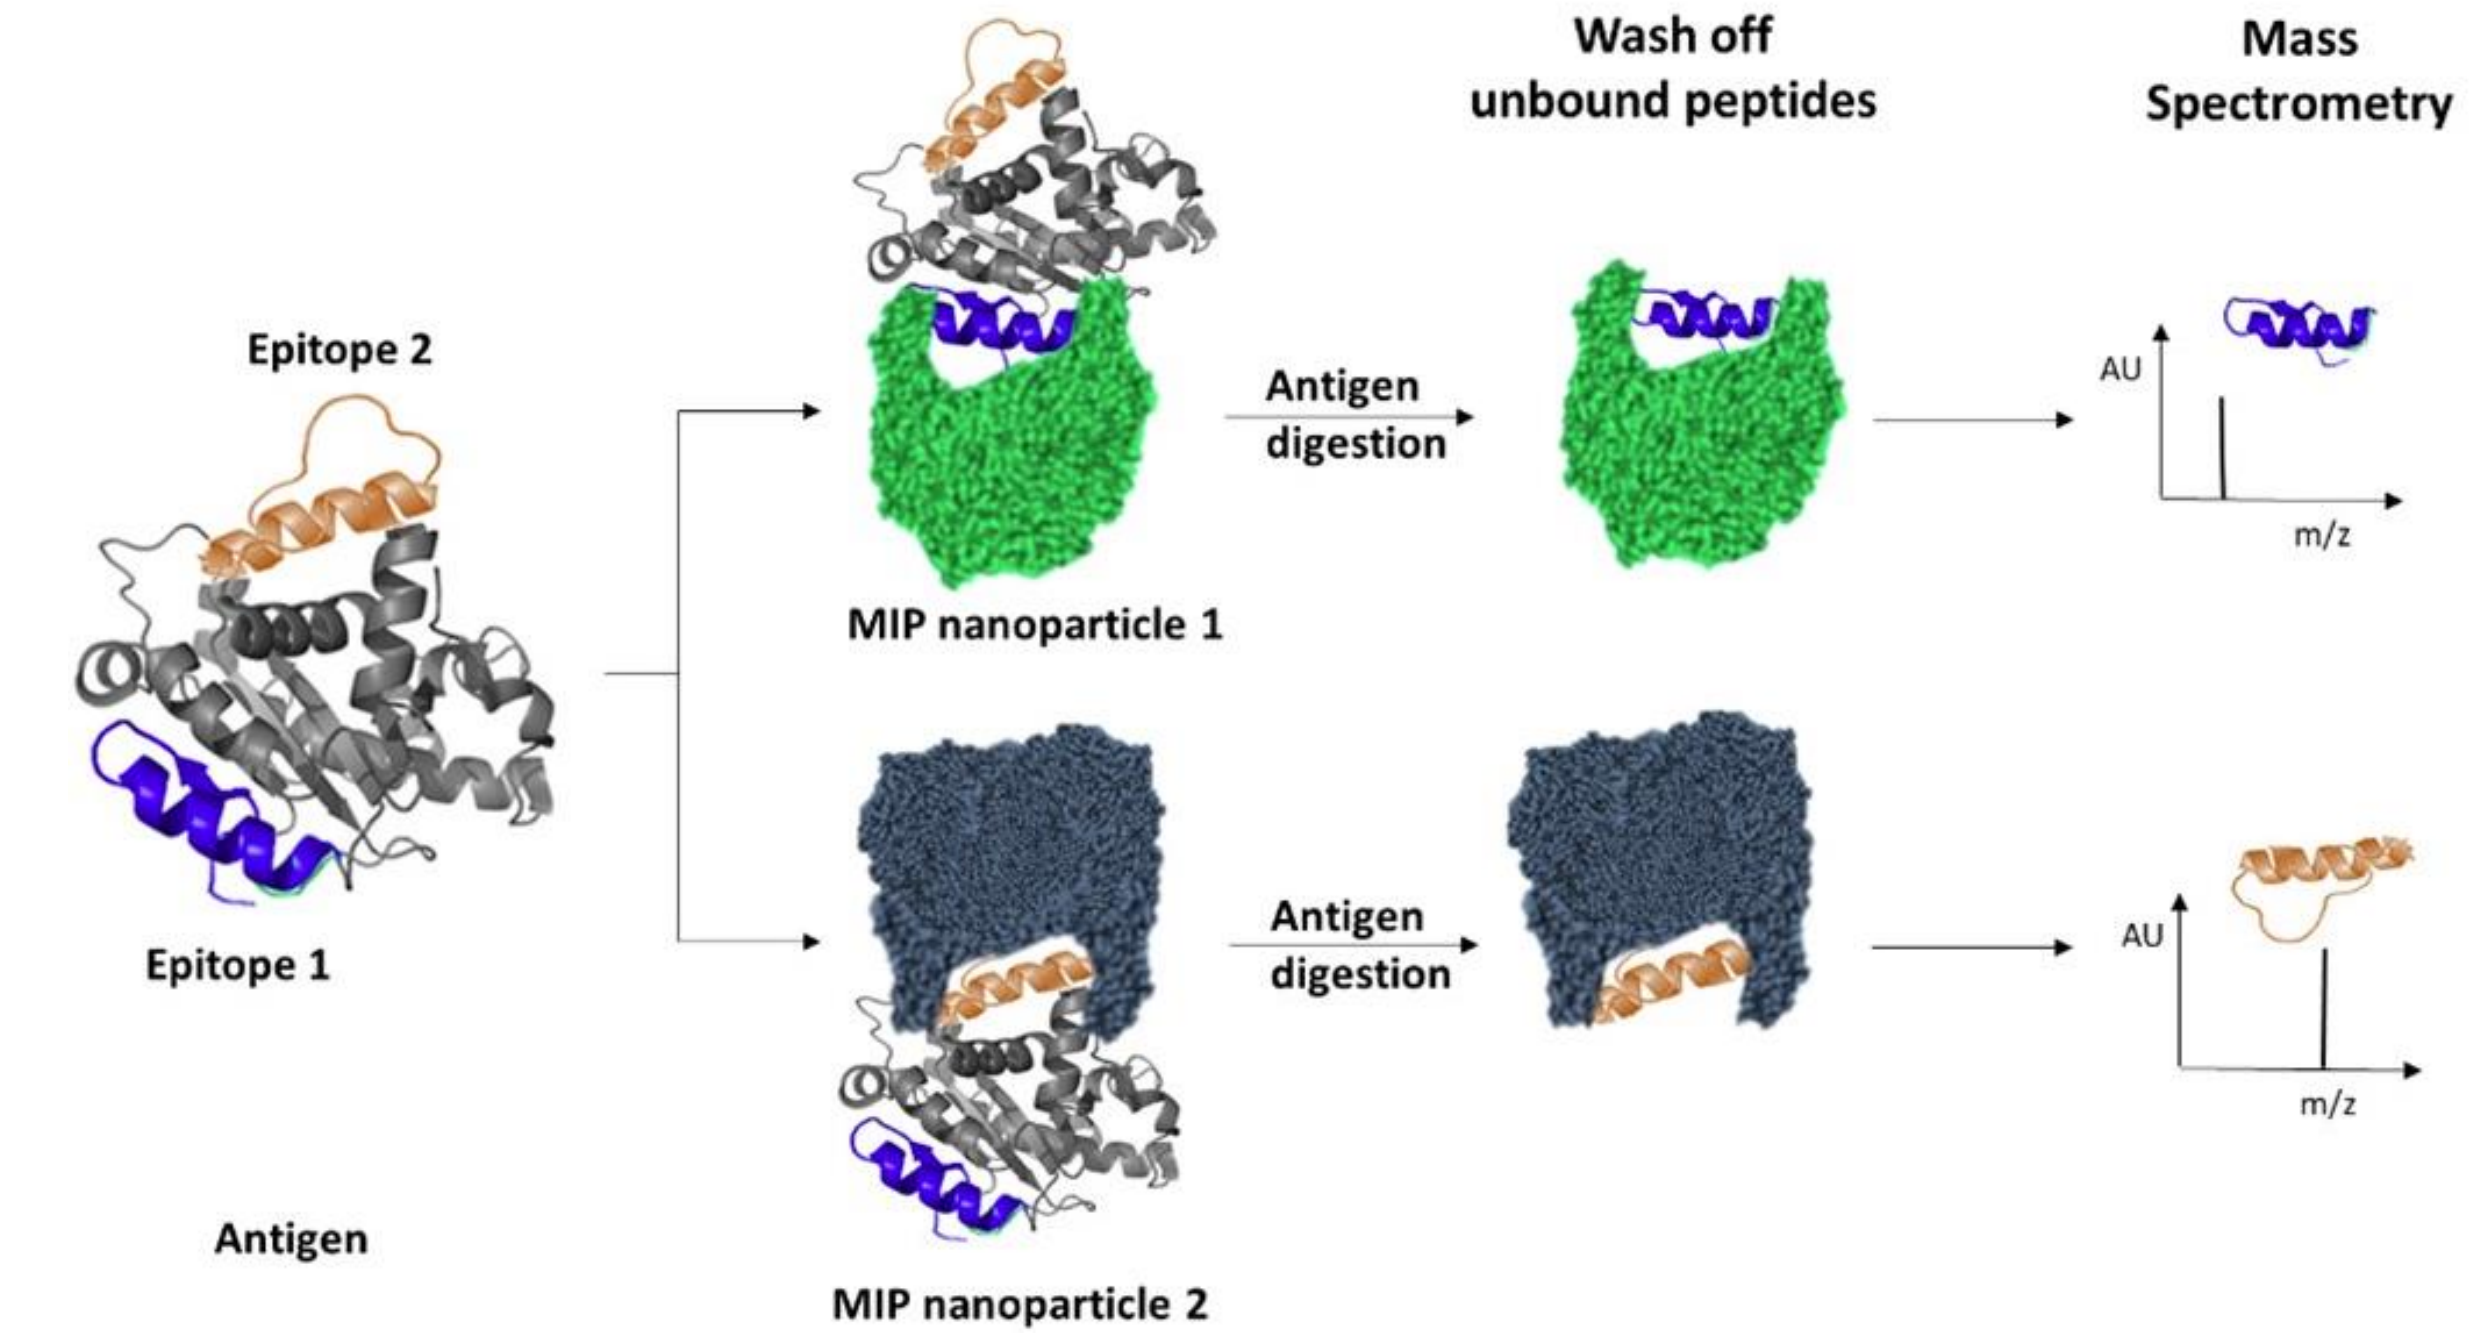 Wash off
unbound peptides
Mass
Spectrometry
Epitope 2
Epitope 1
Antigen
MIP nanoparticle 1
Antigen
digestion
AU
m/z
MIP nanoparticle 2
Antigen
digestion
AU
m/z